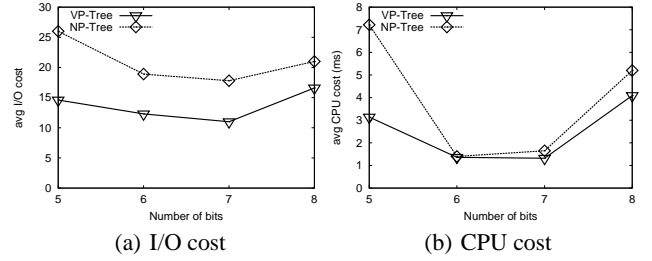 VP-Tree
NP-Tree
avg I/O cost
30
25
20
15
10
5
0
5 6 7 8
Number of bits
(a) I/O cost
VP-Tree
NP-Tree
avg CPU cost (ms)
8
7
6
5
4
3
2
1
0
5 6 7 8
Number of bits
(b) CPU cost